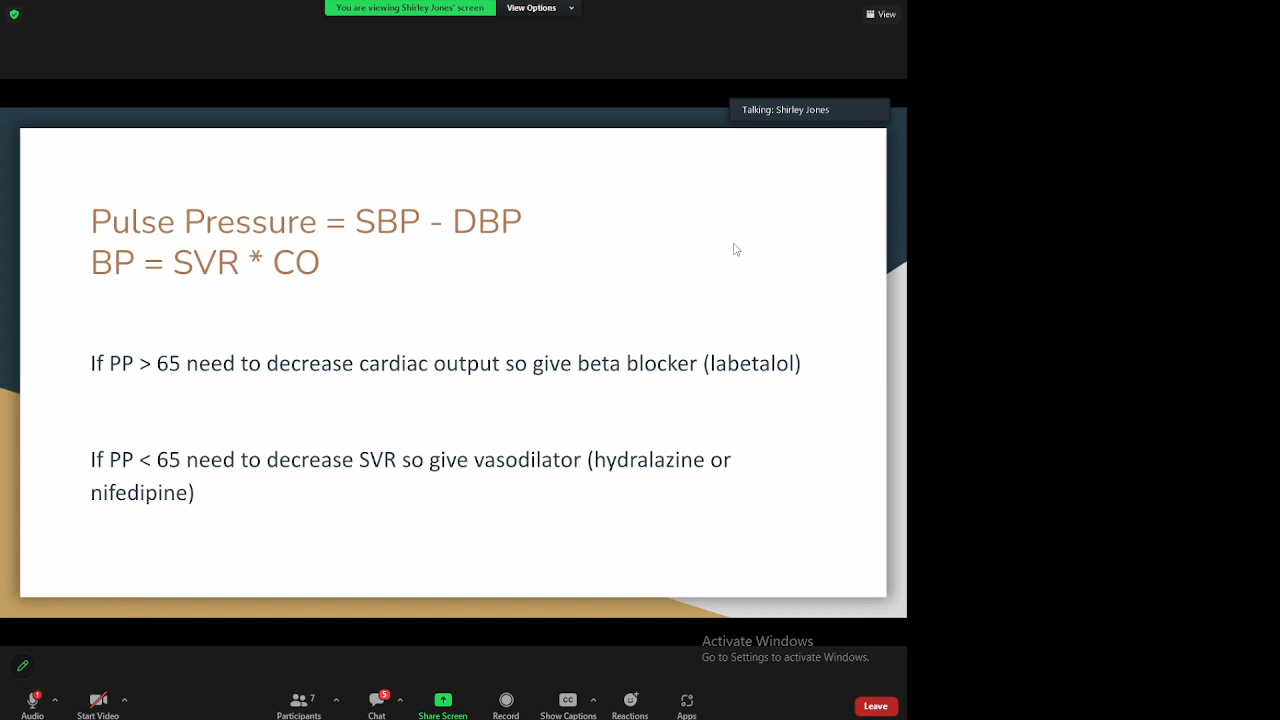 You are viewing Shirley Jones' screen
View Options
View
Talking: Shirley Jones
Pulse Pressure = SBP - DBP
BP = SVR * CO
If PP > 65 need to decrease cardiac output so give beta blocker (labetalol)
If PP < 65 need to decrease SVR so give vasodilator (hydralazine or
nifedipine)
Activate Windows
Go to Settings to activate Windows.
7
5
CC
Audio
Start Video
Participants
Chat
Share Screen
Record
Show Captions
Reactions
Apps
Leave